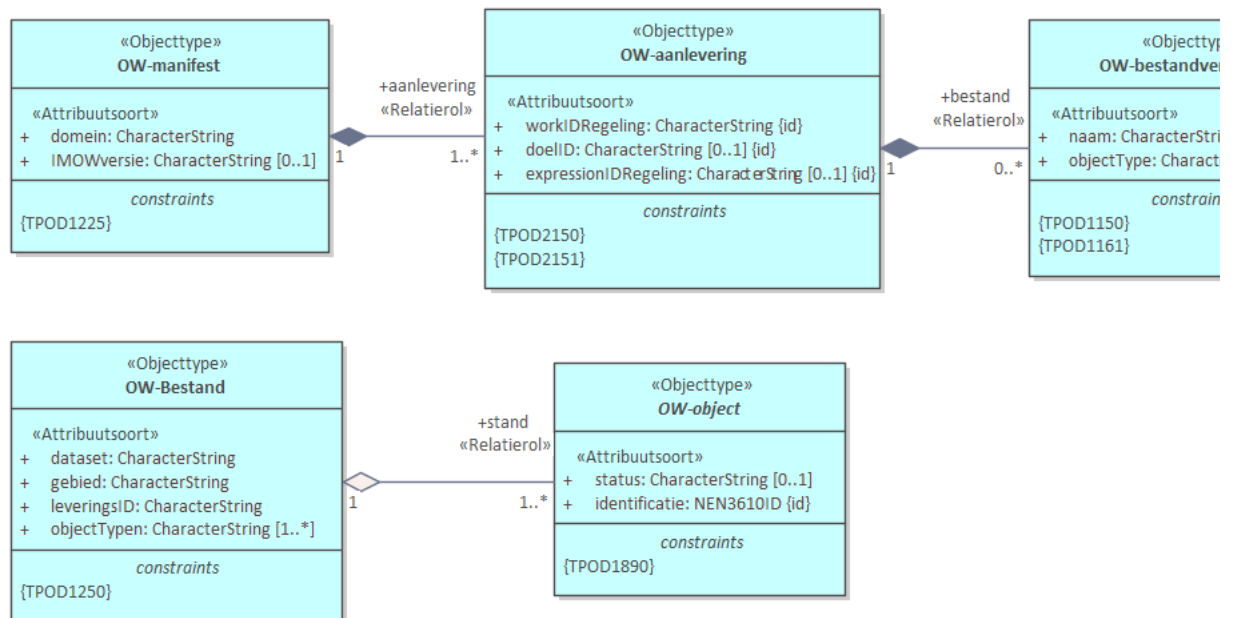 «Objecttype»
OW-manifest
«Attribuutsoort»
+ domein: CharacterString
+ IMOWversie: CharacterString [0..1]
constraints
{TPOD1225}
+aanlevering
«Relatierol»
1
1..*
«Objecttype»
OW-aanlevering
«Attribuutsoort»
+ workIDRegeling: CharacterString {id}
+ doelID: CharacterString [0..1] {id}
+ expressionIDRegeling: CharacterString [0..1] {id}
constraints
{TPOD2150}
{TPOD2151}
+bestand
«Relatierol»
1
0..*
«Objecttyp
OW-bestandver
«Attribuutsoort»
+ naam: CharacterStri
+ objectType: Charact
constrain
{TPOD1150}
{TPOD1161}
«Objecttype»
OW-Bestand
«Attribuutsoort»
+ dataset: CharacterString
+ gebied: CharacterString
+ leveringsID: CharacterString
+ objectTypen: CharacterString [1..*]
constraints
{TPOD1250}
+stand
«Relatierol»
1
1..*
«Objecttype»
OW-object
«Attribuutsoort»
+ status: CharacterString [0..1]
+ identificatie: NEN3610ID {id}
constraints
{TPOD1890}